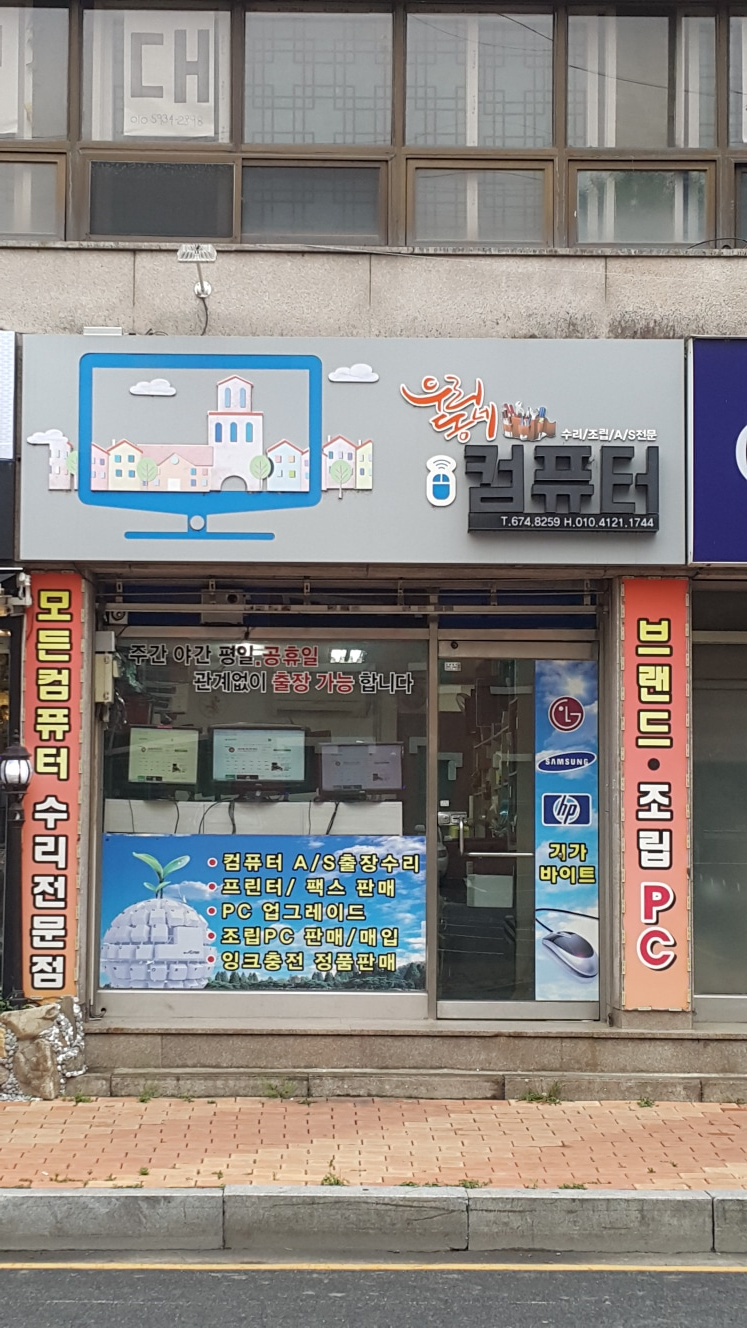 대
우리동네
수리/조립/A/S전문
컴퓨터
T.674.8259 H.010.4121.1744
모든컴퓨터 수리전문점
주간 야간 평일.공휴일
관계없이 출장 가능 합니다
컴퓨터 A/S출장수리
프린터/ 팩스 판매
PC 업그레이드
조립PC 판매/매입
잉크충전 정품판매
LG
SAMSUNG
hp
기가
바이트
브랜드·조립 PC